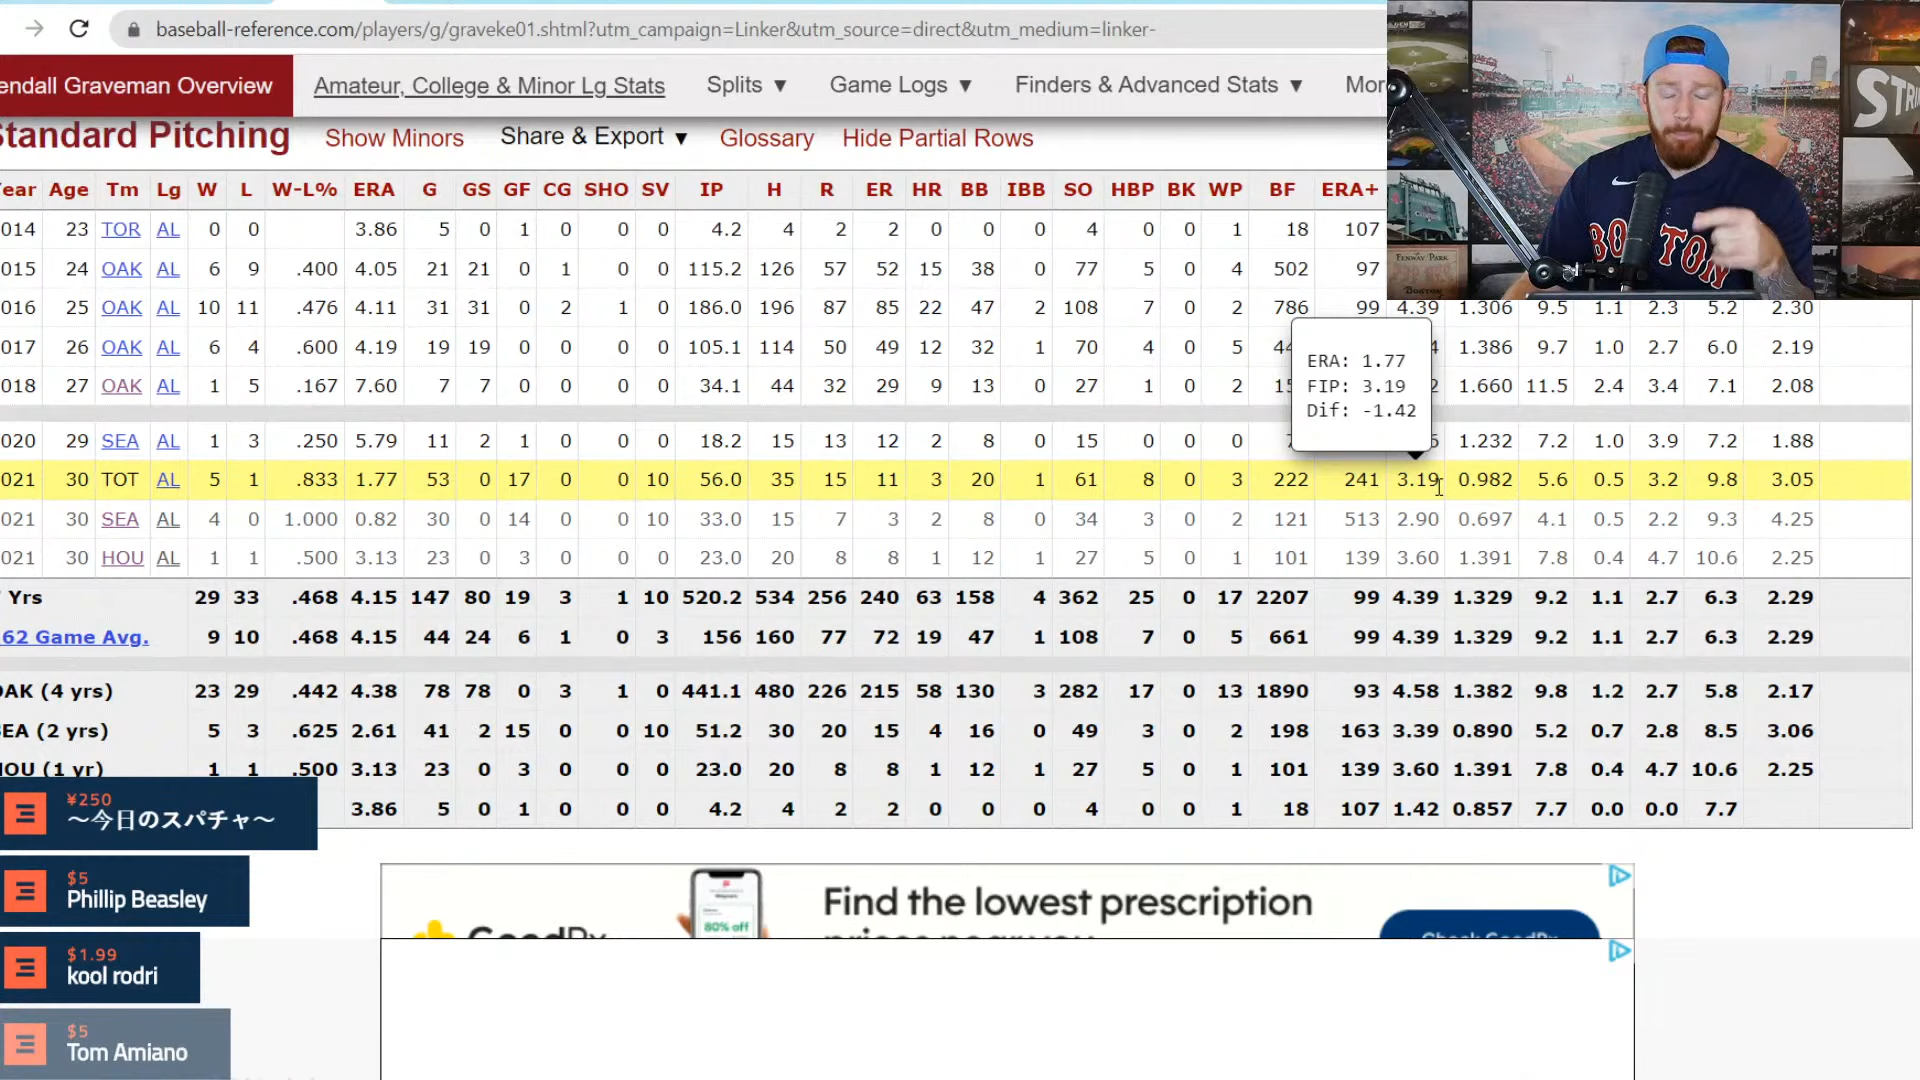 baseball-reference.com/players/g/graveke01.shtml?utm_campaign=Linker&utm_source=direct&utm_medium=linker-
endall Graveman Overview Amateur, College & Minor Lg Stats Splits ▼ Game Logs ▼ Finders & Advanced Stats ▼ Mor
Standard Pitching Show Minors Share & Export ▼ Glossary Hide Partial Rows
Year Age Tm Lg W L W-L% ERA G GS GF CG SHO SV IP H R ER HR BB IBB SO HBP BK WP BF ERA+
014 23 TOR AL 0 0 3.86 5 0 1 0 0 0 4.2 4 2 2 0 0 0 4 0 0 1 18 107
015 24 OAK AL 6 9 .400 4.05 21 21 0 1 0 0 115.2 126 57 52 15 38 0 77 5 0 4 502 97
016 25 OAK AL 10 11 .476 4.11 31 31 0 2 1 0 186.0 196 87 85 22 47 2 108 7 0 2 786 99 4.39 1.306 9.5 1.1 2.3 5.2 2.30
017 26 OAK AL 6 4 .600 4.19 19 19 0 0 0 0 105.1 114 50 49 12 32 1 70 4 0 5 44 4 1.386 9.7 1.0 2.7 6.0 2.19
018 27 OAK AL 1 5 .167 7.60 7 7 0 0 0 0 34.1 44 32 29 9 13 0 27 1 0 2 15 2 1.660 11.5 2.4 3.4 7.1 2.08
ERA: 1.77
FIP: 3.19
Dif: -1.42
020 29 SEA AL 1 3 .250 5.79 11 2 1 0 0 0 18.2 15 13 12 2 8 0 15 0 0 0 7 6 1.232 7.2 1.0 3.9 7.2 1.88
021 30 TOT AL 5 1 .833 1.77 53 0 17 0 0 10 56.0 35 15 11 3 20 1 61 8 0 3 222 241 3.19 0.982 5.6 0.5 3.2 9.8 3.05
021 30 SEA AL 4 0 1.000 0.82 30 0 14 0 0 10 33.0 15 7 3 2 8 0 34 3 0 2 121 513 2.90 0.697 4.1 0.5 2.2 9.3 4.25
021 30 HOU AL 1 1 .500 3.13 23 0 3 0 0 0 23.0 20 8 8 1 12 1 27 5 0 1 101 139 3.60 1.391 7.8 0.4 4.7 10.6 2.25
Yrs 29 33 .468 4.15 147 80 19 3 1 10 520.2 534 256 240 63 158 4 362 25 0 17 2207 99 4.39 1.329 9.2 1.1 2.7 6.3 2.29
62 Game Avg. 9 10 .468 4.15 44 24 6 1 0 3 156 160 77 72 19 47 1 108 7 0 5 661 99 4.39 1.329 9.2 1.1 2.7 6.3 2.29
OAK (4 yrs) 23 29 .442 4.38 78 78 0 3 1 0 441.1 480 226 215 58 130 3 282 17 0 13 1890 93 4.58 1.382 9.8 1.2 2.7 5.8 2.17
SEA (2 yrs) 5 3 .625 2.61 41 2 15 0 0 10 51.2 30 20 15 4 16 0 49 3 0 2 198 163 3.39 0.890 5.2 0.7 2.8 8.5 3.06
HOU (1 yr) 1 1 .500 3.13 23 0 3 0 0 0 23.0 20 8 8 1 12 1 27 5 0 1 101 139 3.60 1.391 7.8 0.4 4.7 10.6 2.25
3.86 5 0 1 0 0 0 4.2 4 2 2 0 0 0 4 0 0 1 18 107 1.42 0.857 7.7 0.0 0.0 7.7
¥250
～今日のスパチャ～
$5
Phillip Beasley
$1.99
kool rodri
$5
Tom Amiano
GoodRx
80% off
Find the lowest prescription
prices near you
Check GoodRx
BOSTON
STRI
FENWAY PARK
BOSTON